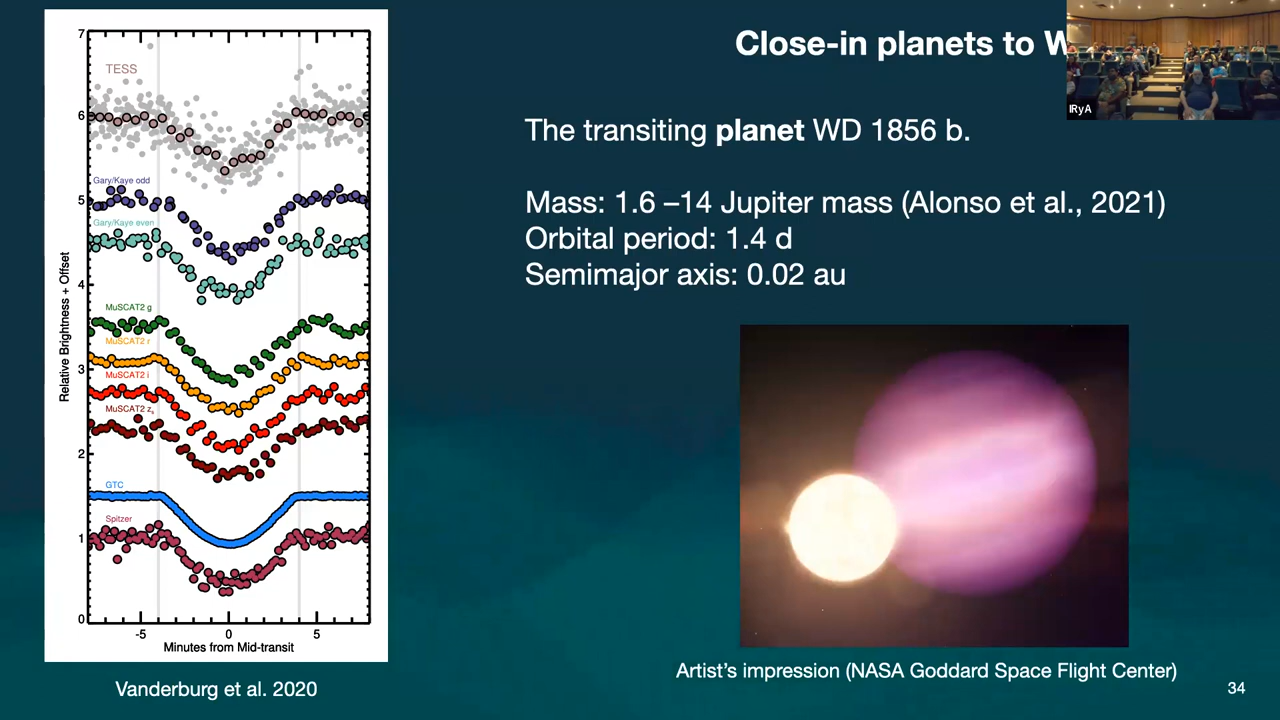 Close-in planets to W
IRyA
The transiting planet WD 1856 b.
Mass: 1.6 –14 Jupiter mass (Alonso et al., 2021)
Orbital period: 1.4 d
Semimajor axis: 0.02 au
7
TESS
6
Gary/Kaye odd
5
Gary/Kaye even
4
MuSCAT2 g
MuSCAT2 r
3
MuSCAT2 i
MuSCAT2 zs
2
GTC
Spitzer
1
0
Relative Brightness + Offset
-5 0 5
Minutes from Mid-transit
Vanderburg et al. 2020
Artist's impression (NASA Goddard Space Flight Center)
34